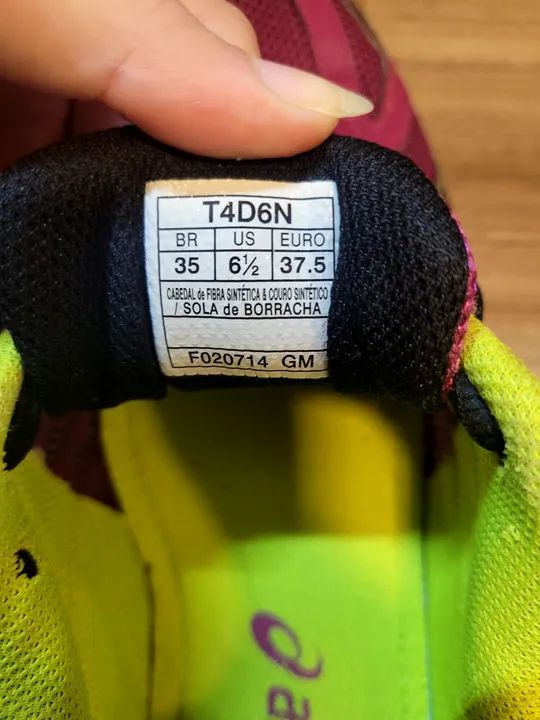 T4D6N
BR US EURO
35 6½ 37.5
CABEDAL de FIBRA SINTÉTICA & COURO SINTÉTICO
/ SOLA de BORRACHA
F020714 GM